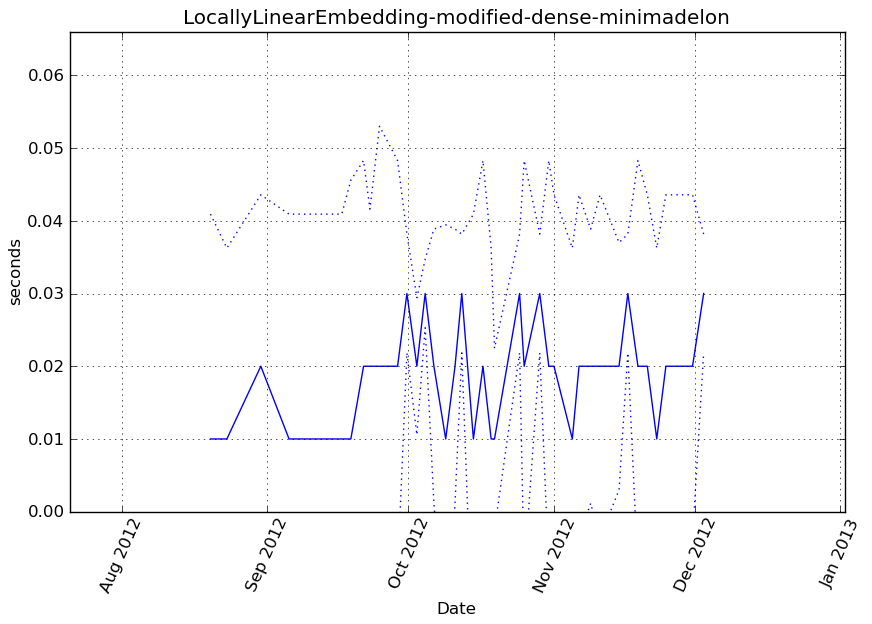 LocallyLinearEmbedding-modified-dense-minimadelon
0.06
0.05
0.04
0.03
0.02
0.01
0.00
seconds
Aug 2012
Sep 2012
Oct 2012
Nov 2012
Dec 2012
Jan 2013
Date